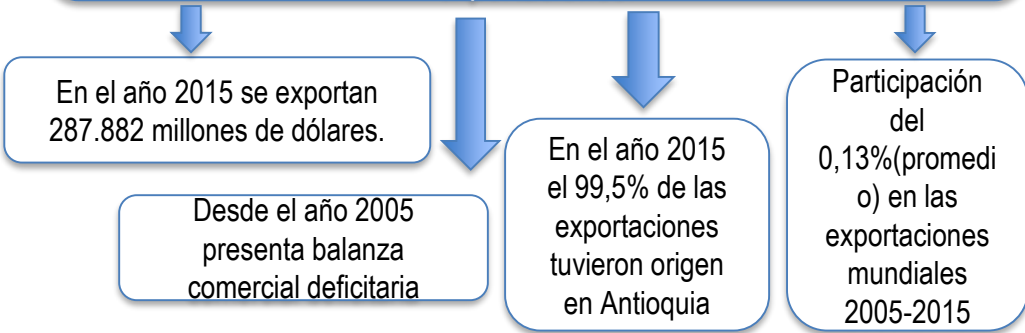 En el año 2015 se exportan
287.882 millones de dólares.
Desde el año 2005
presenta balanza
comercial deficitaria
En el año 2015
el 99,5% de las
exportaciones
tuvieron origen
en Antioquia
Participación
del
0,13%(promedi
o) en las
exportaciones
mundiales
2005-2015